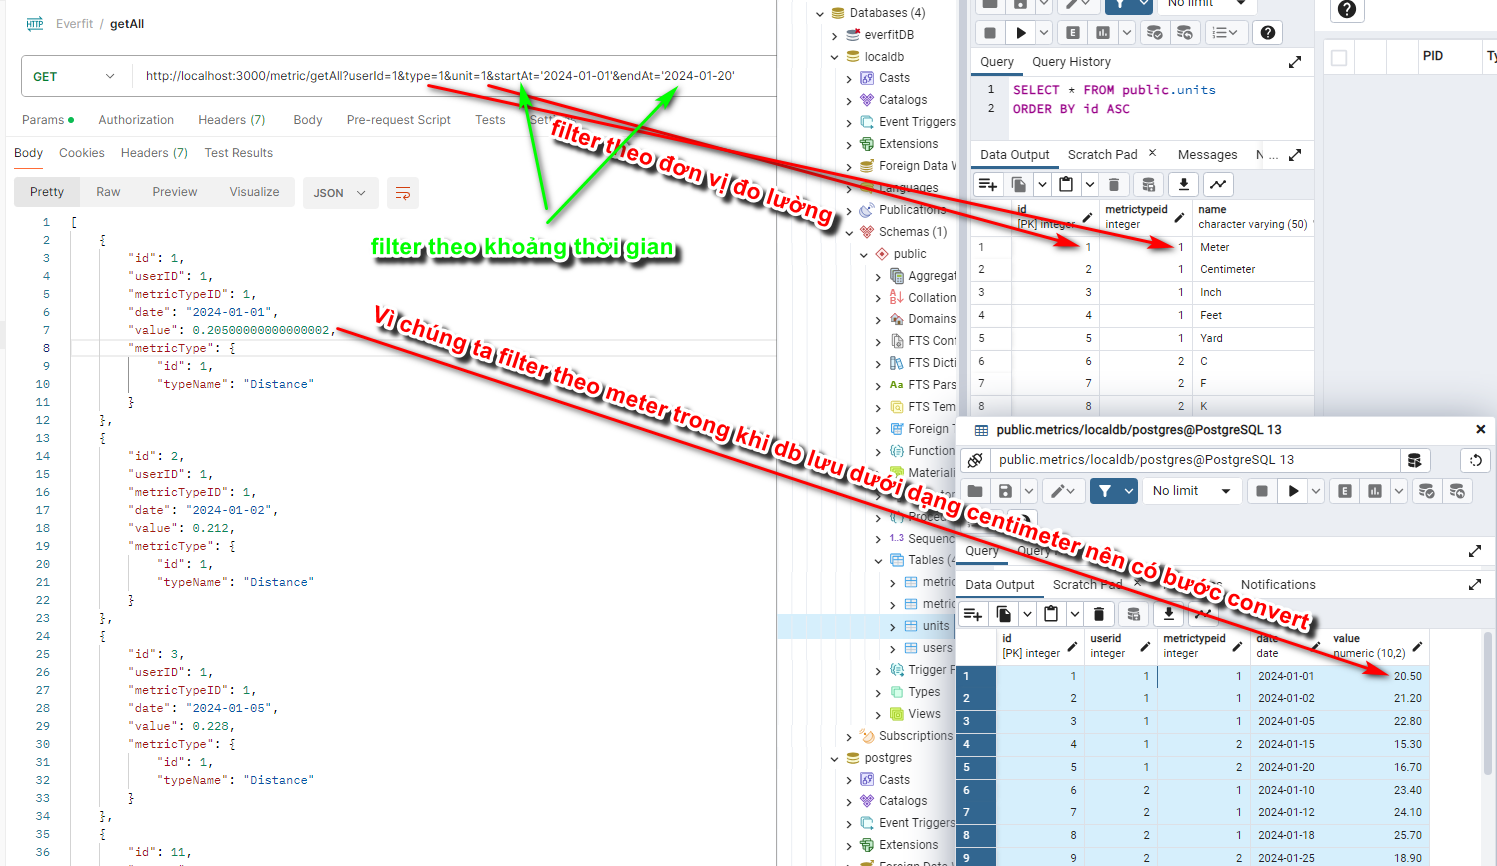 HTTP Everfit / getAll
GET http://localhost:3000/metric/getAll?userId=1&type=1&unit=1&startAt='2024-01-01'&endAt='2024-01-20'
Params Authorization Headers (7) Body Pre-request Script Tests
Body Cookies Headers (7) Test Results
Pretty Raw Preview Visualize JSON
1 [
2 {
3 "id": 1,
4 "userID": 1,
5 "metricTypeID": 1,
6 "date": "2024-01-01",
7 "value": 0.20500000000000002,
8 "metricType": {
9 "id": 1,
10 "typeName": "Distance"
11 }
12 },
13 {
14 "id": 2,
15 "userID": 1,
16 "metricTypeID": 1,
17 "date": "2024-01-02",
18 "value": 0.212,
19 "metricType": {
20 "id": 1,
21 "typeName": "Distance"
22 }
23 },
24 {
25 "id": 3,
26 "userID": 1,
27 "metricTypeID": 1,
28 "date": "2024-01-05",
29 "value": 0.228,
30 "metricType": {
31 "id": 1,
32 "typeName": "Distance"
33 }
34 },
35 {
36 "id": 11,
filter theo đơn vị đo lường
filter theo khoảng thời gian
Vì chúng ta filter theo meter trong khi db lưu dưới dạng centimeter nên có bước convert
Databases (4)
everfitDB
localdb
Casts
Catalogs
Event Triggers
Extensions
Foreign Data W
Languages
Publications
Schemas (1)
public
Aggregat
Collation
Domains
FTS Conf
FTS Dicti
Aa FTS Pars
FTS Tem
Foreign T
Function
Materiali
Proced
1..3 Sequenc
Tables (4
metric
metric
units
users
Trigger F
Types
Views
Subscriptions
postgres
Casts
Catalogs
Event Triggers
Extensions
Foreign Data W
No limit
Query Query History
1 SELECT * FROM public.units
2 ORDER BY id ASC
Data Output Scratch Pad × Messages N ...
id [PK] integer metrictypeid integer name character varying (50)
1 1 1 Meter
2 2 1 Centimeter
3 3 1 Inch
4 4 1 Feet
5 5 1 Yard
6 6 2 C
7 7 2 F
8 8 2 K
PID Ty
public.metrics/localdb/postgres@PostgreSQL 13 ×
public.metrics/localdb/postgres@PostgreSQL 13
No limit
Query Query
Data Output Scratch Pad × Notifications
id [PK] integer userid integer metrictypeid integer date date value numeric (10,2)
1 1 1 1 2024-01-01 20.50
2 2 1 1 2024-01-02 21.20
3 3 1 1 2024-01-05 22.80
4 4 1 2 2024-01-15 15.30
5 5 1 2 2024-01-20 16.70
6 6 2 1 2024-01-10 23.40
7 7 2 1 2024-01-12 24.10
8 8 2 1 2024-01-18 25.70
9 9 2 2 2024-01-25 18.90